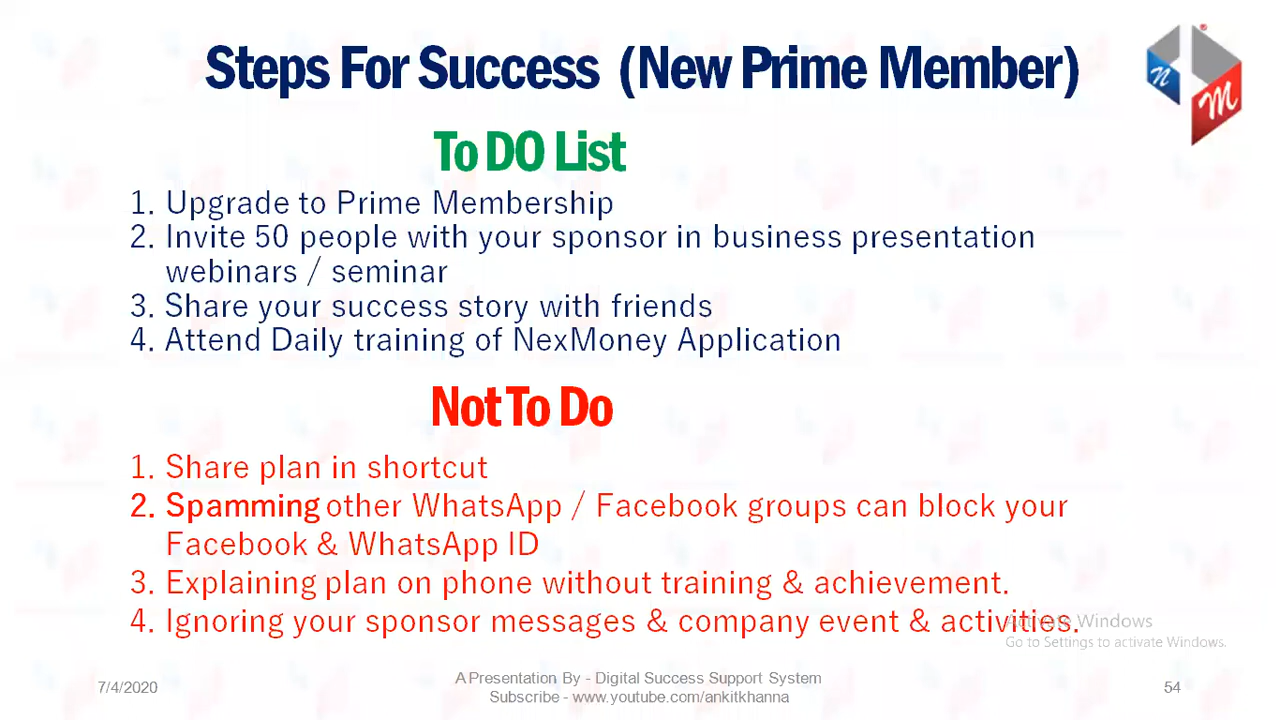 Steps For Success (New Prime Member)
To DO List
1. Upgrade to Prime Membership
2. Invite 50 people with your sponsor in business presentation
webinars / seminar
3. Share your success story with friends
4. Attend Daily training of NexMoney Application
Not To Do
1. Share plan in shortcut
2. Spamming other WhatsApp / Facebook groups can block your
Facebook & WhatsApp ID
3. Explaining plan on phone without training & achievement.
4. Ignoring your sponsor messages & company event & activities.
Activate Windows
Go to Settings to activate Windows.
7/4/2020
A Presentation By - Digital Success Support System
Subscribe - www.youtube.com/ankitkhanna
54
n
m